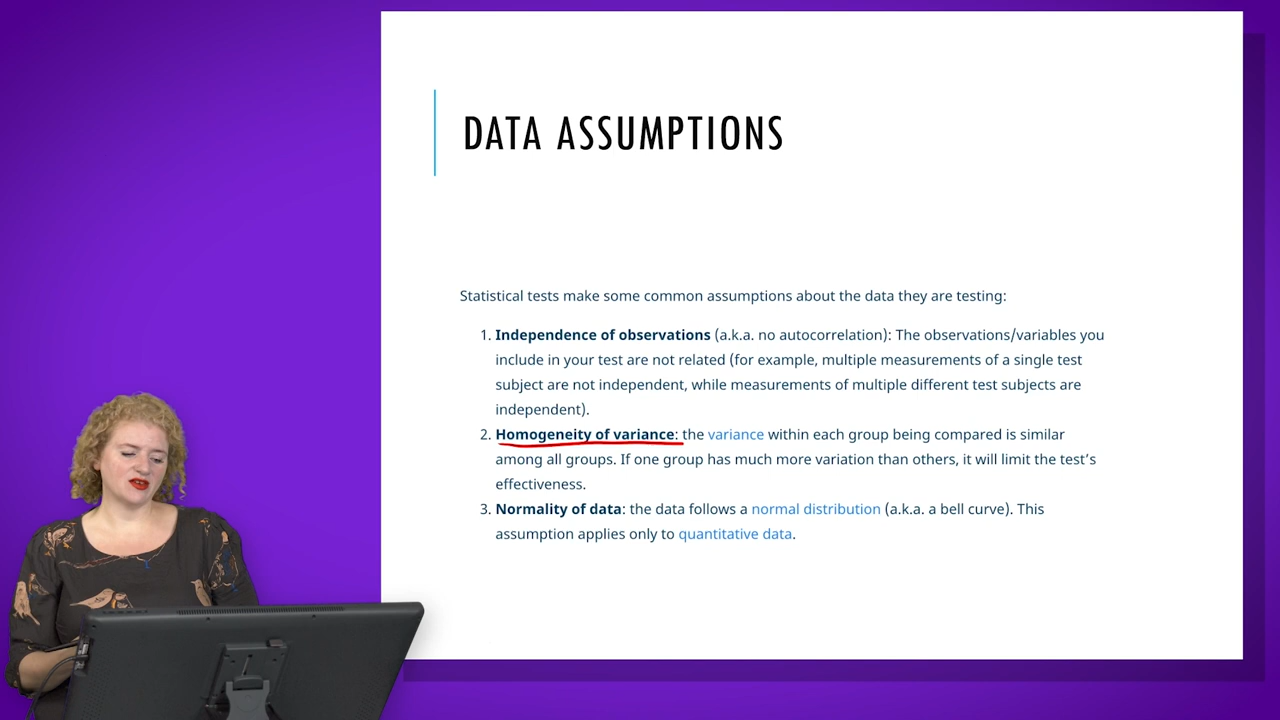 DATA ASSUMPTIONS
Statistical tests make some common assumptions about the data they are testing:
1. Independence of observations (a.k.a. no autocorrelation): The observations/variables you
include in your test are not related (for example, multiple measurements of a single test
subject are not independent, while measurements of multiple different test subjects are
independent).
2. Homogeneity of variance: the variance within each group being compared is similar
among all groups. If one group has much more variation than others, it will limit the test’s
effectiveness.
3. Normality of data: the data follows a normal distribution (a.k.a. a bell curve). This
assumption applies only to quantitative data.